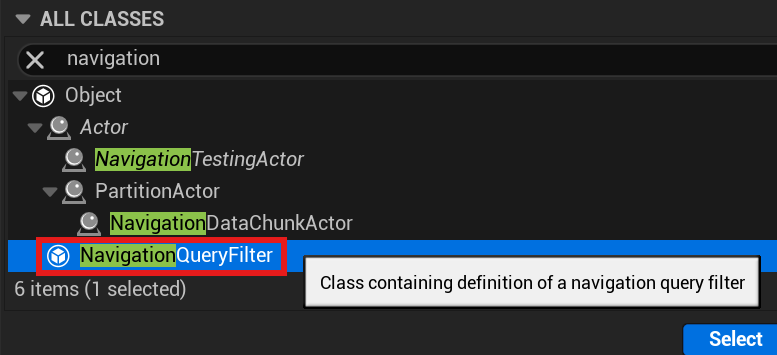 ALL CLASSES
navigation
Object
Actor
NavigationTestingActor
PartitionActor
NavigationDataChunkActor
NavigationQueryFilter
Class containing definition of a navigation query filter
6 items (1 selected)
Select